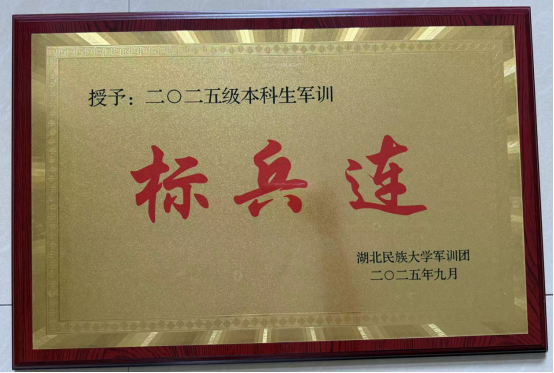 授予：二〇二五级本科生军训
标兵连
湖北民族大学军训团
二〇二五年九月